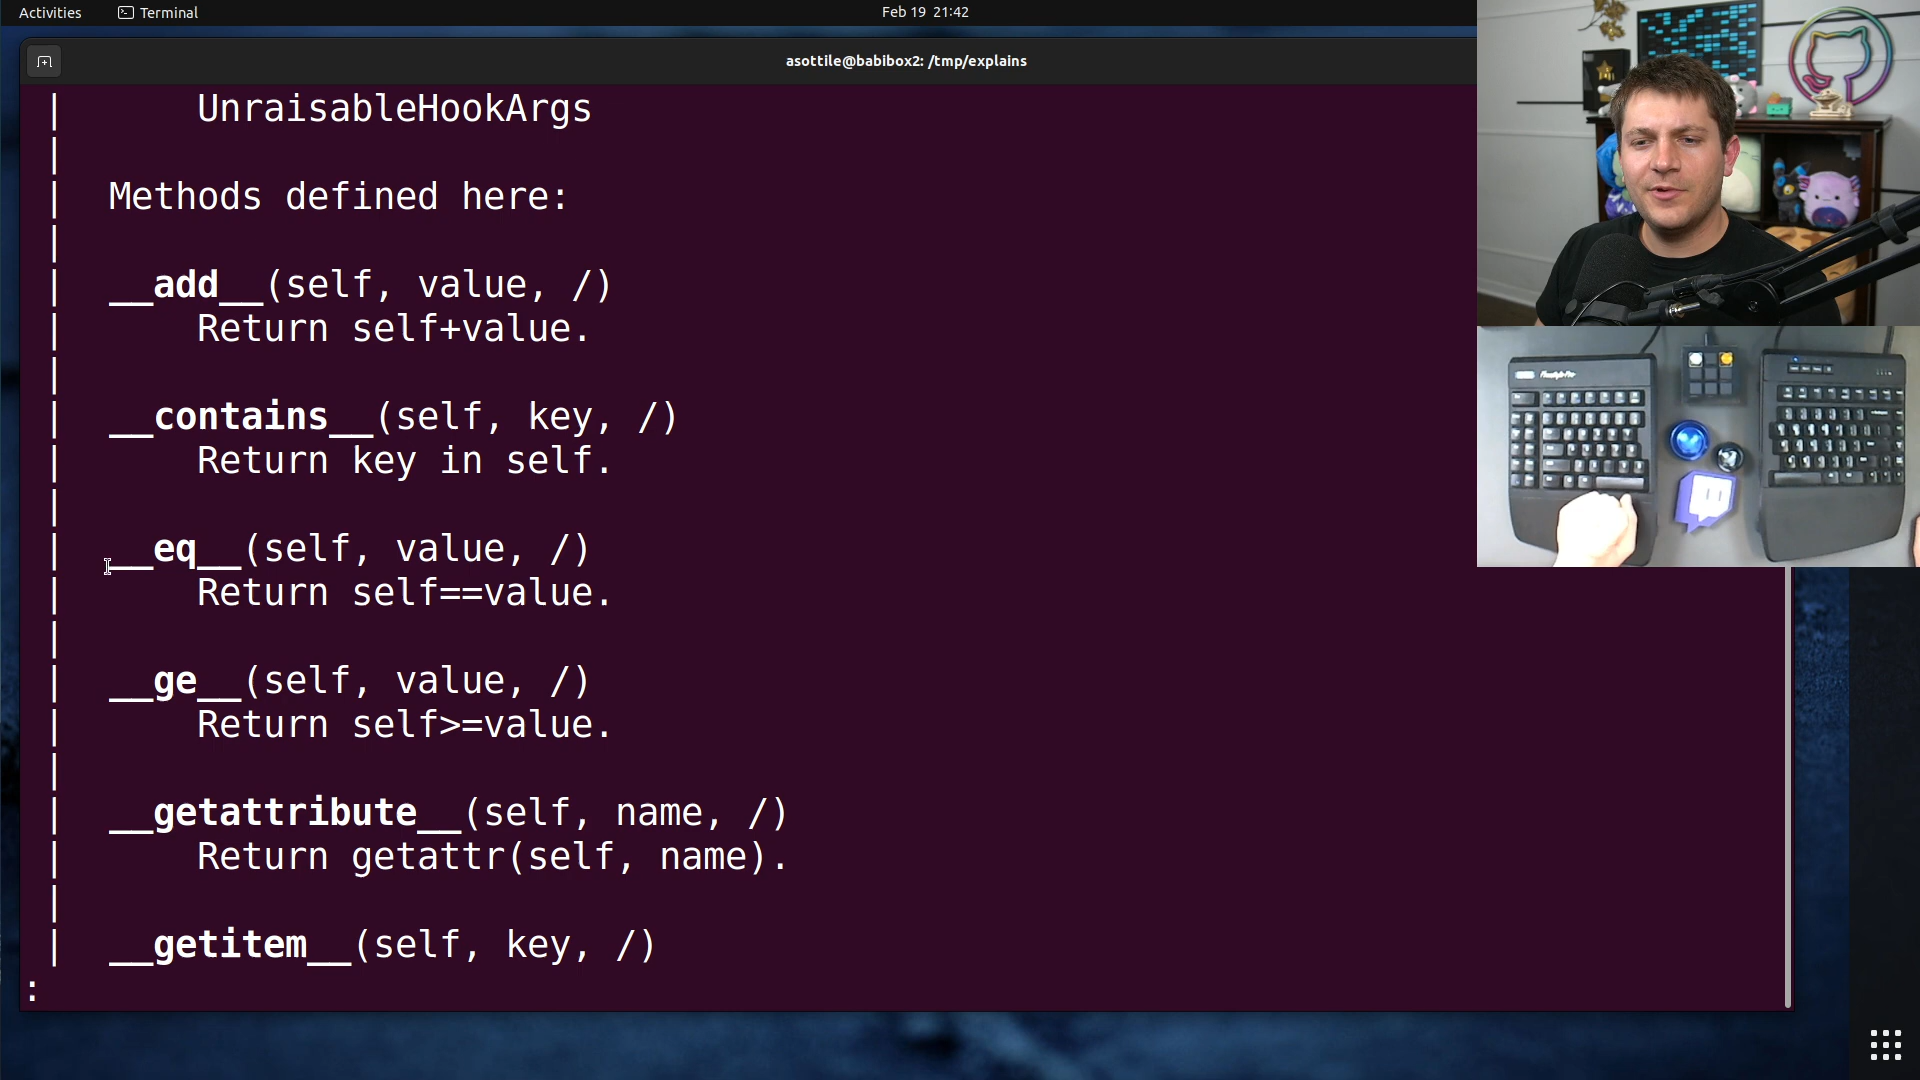 Activities
Terminal
Feb 19 21:42
asottile@babibox2: /tmp/explains
|      UnraisableHookArgs
|
|  Methods defined here:
|
|  __add__(self, value, /)
|      Return self+value.
|
|  __contains__(self, key, /)
|      Return key in self.
|
|  __eq__(self, value, /)
|      Return self==value.
|
|  __ge__(self, value, /)
|      Return self>=value.
|
|  __getattribute__(self, name, /)
|      Return getattr(self, name).
|
|  __getitem__(self, key, /)
: